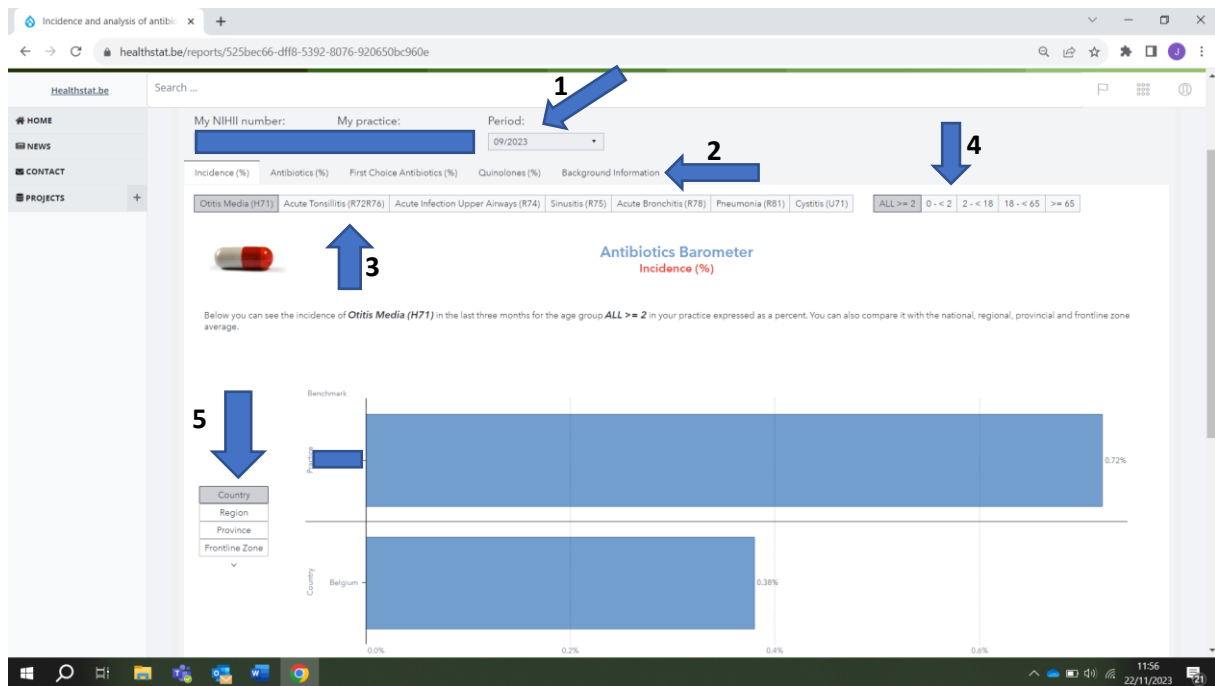 Incidence and analysis of antibio
healthstat.be/reports/525bec66-dff8-5392-8076-920650bc960e
J
Healthstat.be
Search ...
HOME
NEWS
CONTACT
PROJECTS +
1
My NIHII number: My practice: Period:
09/2023
2
4
Incidence (%) Antibiotics (%) First Choice Antibiotics (%) Quinolones (%) Background Information
Otitis Media (H71) Acute Tonsillitis (R72R76) Acute Infection Upper Airways (R74) Sinusitis (R75) Acute Bronchitis (R78) Pneumonia (R81) Cystitis (U71) ALL >= 2 0 - < 2 2 - < 18 18 - < 65 >= 65
3
Antibiotics Barometer
Incidence (%)
Below you can see the incidence of Otitis Media (H71) in the last three months for the age group ALL >= 2 in your practice expressed as a percent. You can also compare it with the national, regional, provincial and frontline zone
average.
5
Benchmark
Practice
0.72%
Country
Region
Province
Frontline Zone
Country
Belgium
0.38%
0.0% 0.2% 0.4% 0.6%
11:56
22/11/2023
21